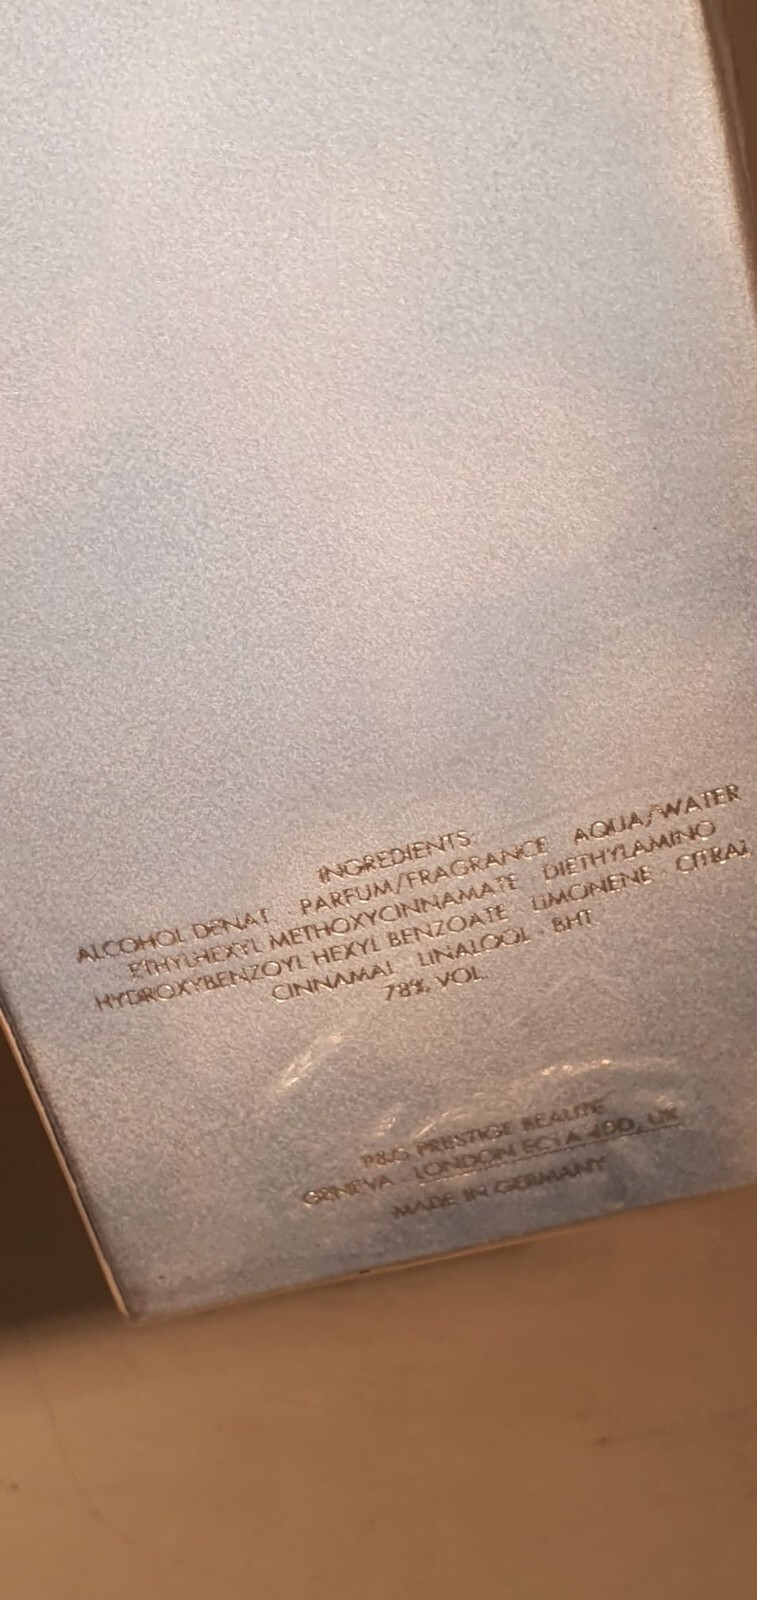 INGREDIENTS:
ALCOHOL DENAT. · PARFUM/FRAGRANCE · AQUA/WATER
ETHYLHEXYL METHOXYCINNAMATE · DIETHYLAMINO
HYDROXYBENZOYL HEXYL BENZOATE · LIMONENE · CITRAL
CINNAMAL · LINALOOL · BHT
78% VOL.
P&G PRESTIGE BEAUTE
GENEVA · LONDON EC1A 4DD, UK
MADE IN GERMANY